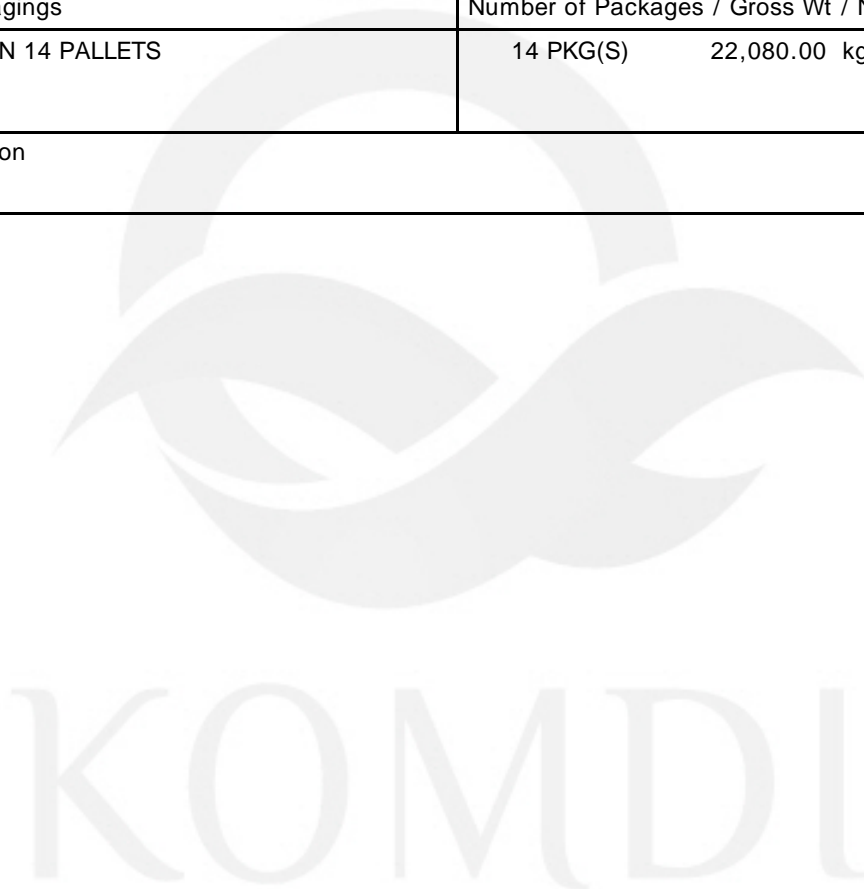 agings
Number of Packages / Gross Wt / N
N 14 PALLETS
14 PKG(S) 22,080.00 kg
on
KOMDU